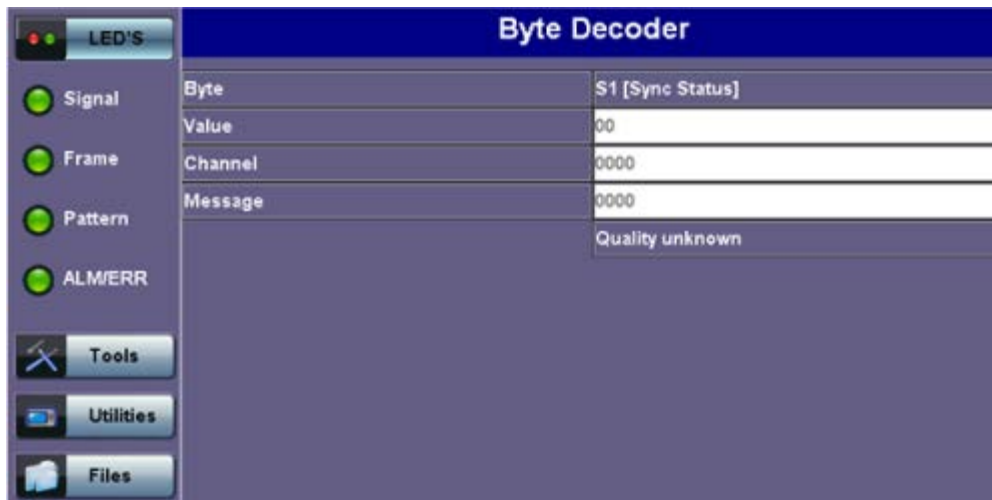 LED'S
Byte Decoder
Signal
Frame
Pattern
ALM/ERR
Tools
Utilities
Files
Byte S1 [Sync Status]
Value 00
Channel 0000
Message 0000
Quality unknown